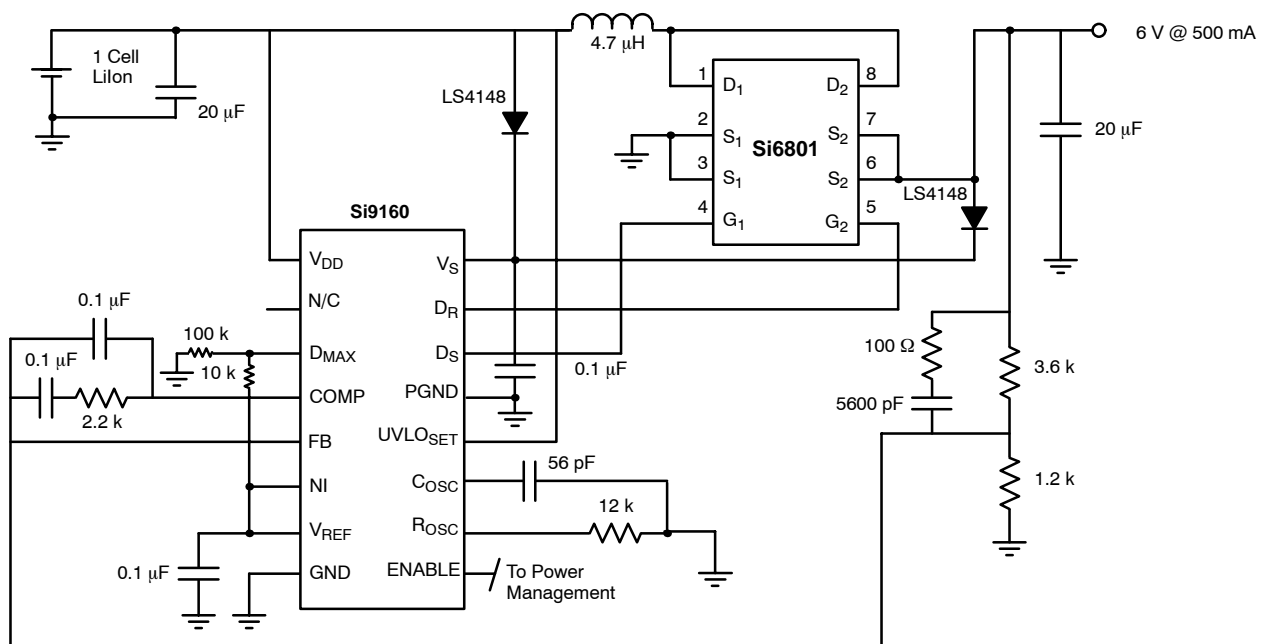 4.7 μH
6 V @ 500 mA
1 Cell
LiIon
20 μF
LS4148
1
D1
D2
8
2
S1
S2
7
Si6801
3
S1
S2
6
4
G1
G2
5
20 μF
LS4148
Si9160
VDD
VS
N/C
DR
0.1 μF
100 k
DMAX
DS
0.1 μF
100 Ω
3.6 k
0.1 μF
10 k
COMP
PGND
5600 pF
2.2 k
FB
UVLOSET
56 pF
NI
COSC
1.2 k
12 k
VREF
ROSC
0.1 μF
GND
ENABLE
To Power
Management